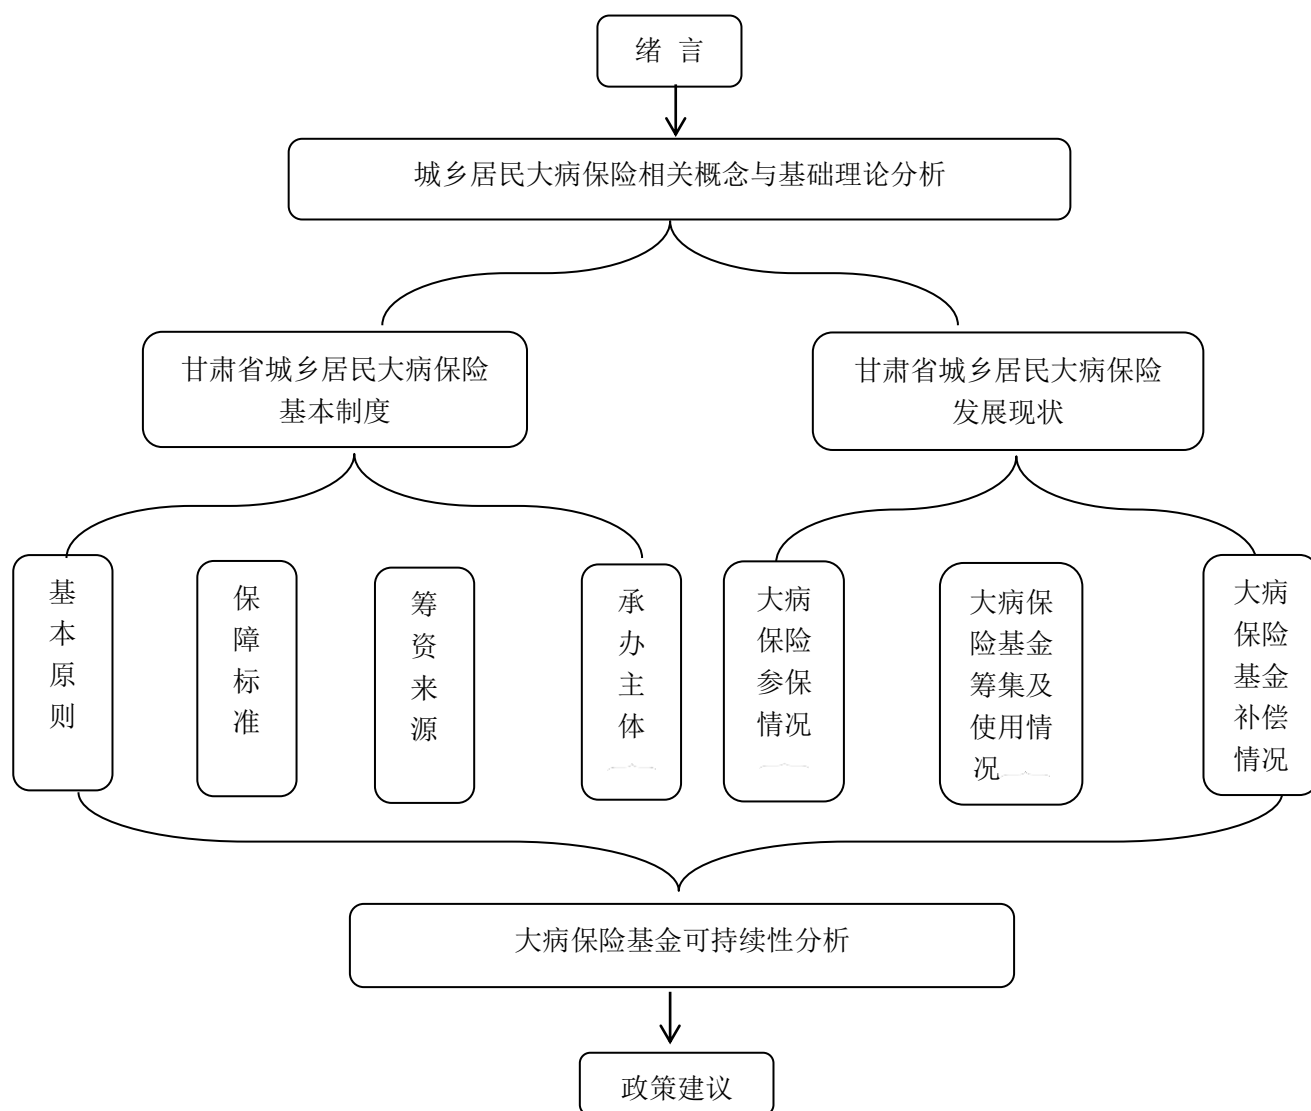 绪 言
城乡居民大病保险相关概念与基础理论分析
甘肃省城乡居民大病保险
基本制度
甘肃省城乡居民大病保险
发展现状
基
本
原
则
保
障
标
准
筹
资
来
源
承
办
主
体
大病
保险
参保
情况
大病保
险基金
筹集及
使用情
况
大病
保险
基金
补偿
情况
大病保险基金可持续性分析
政策建议